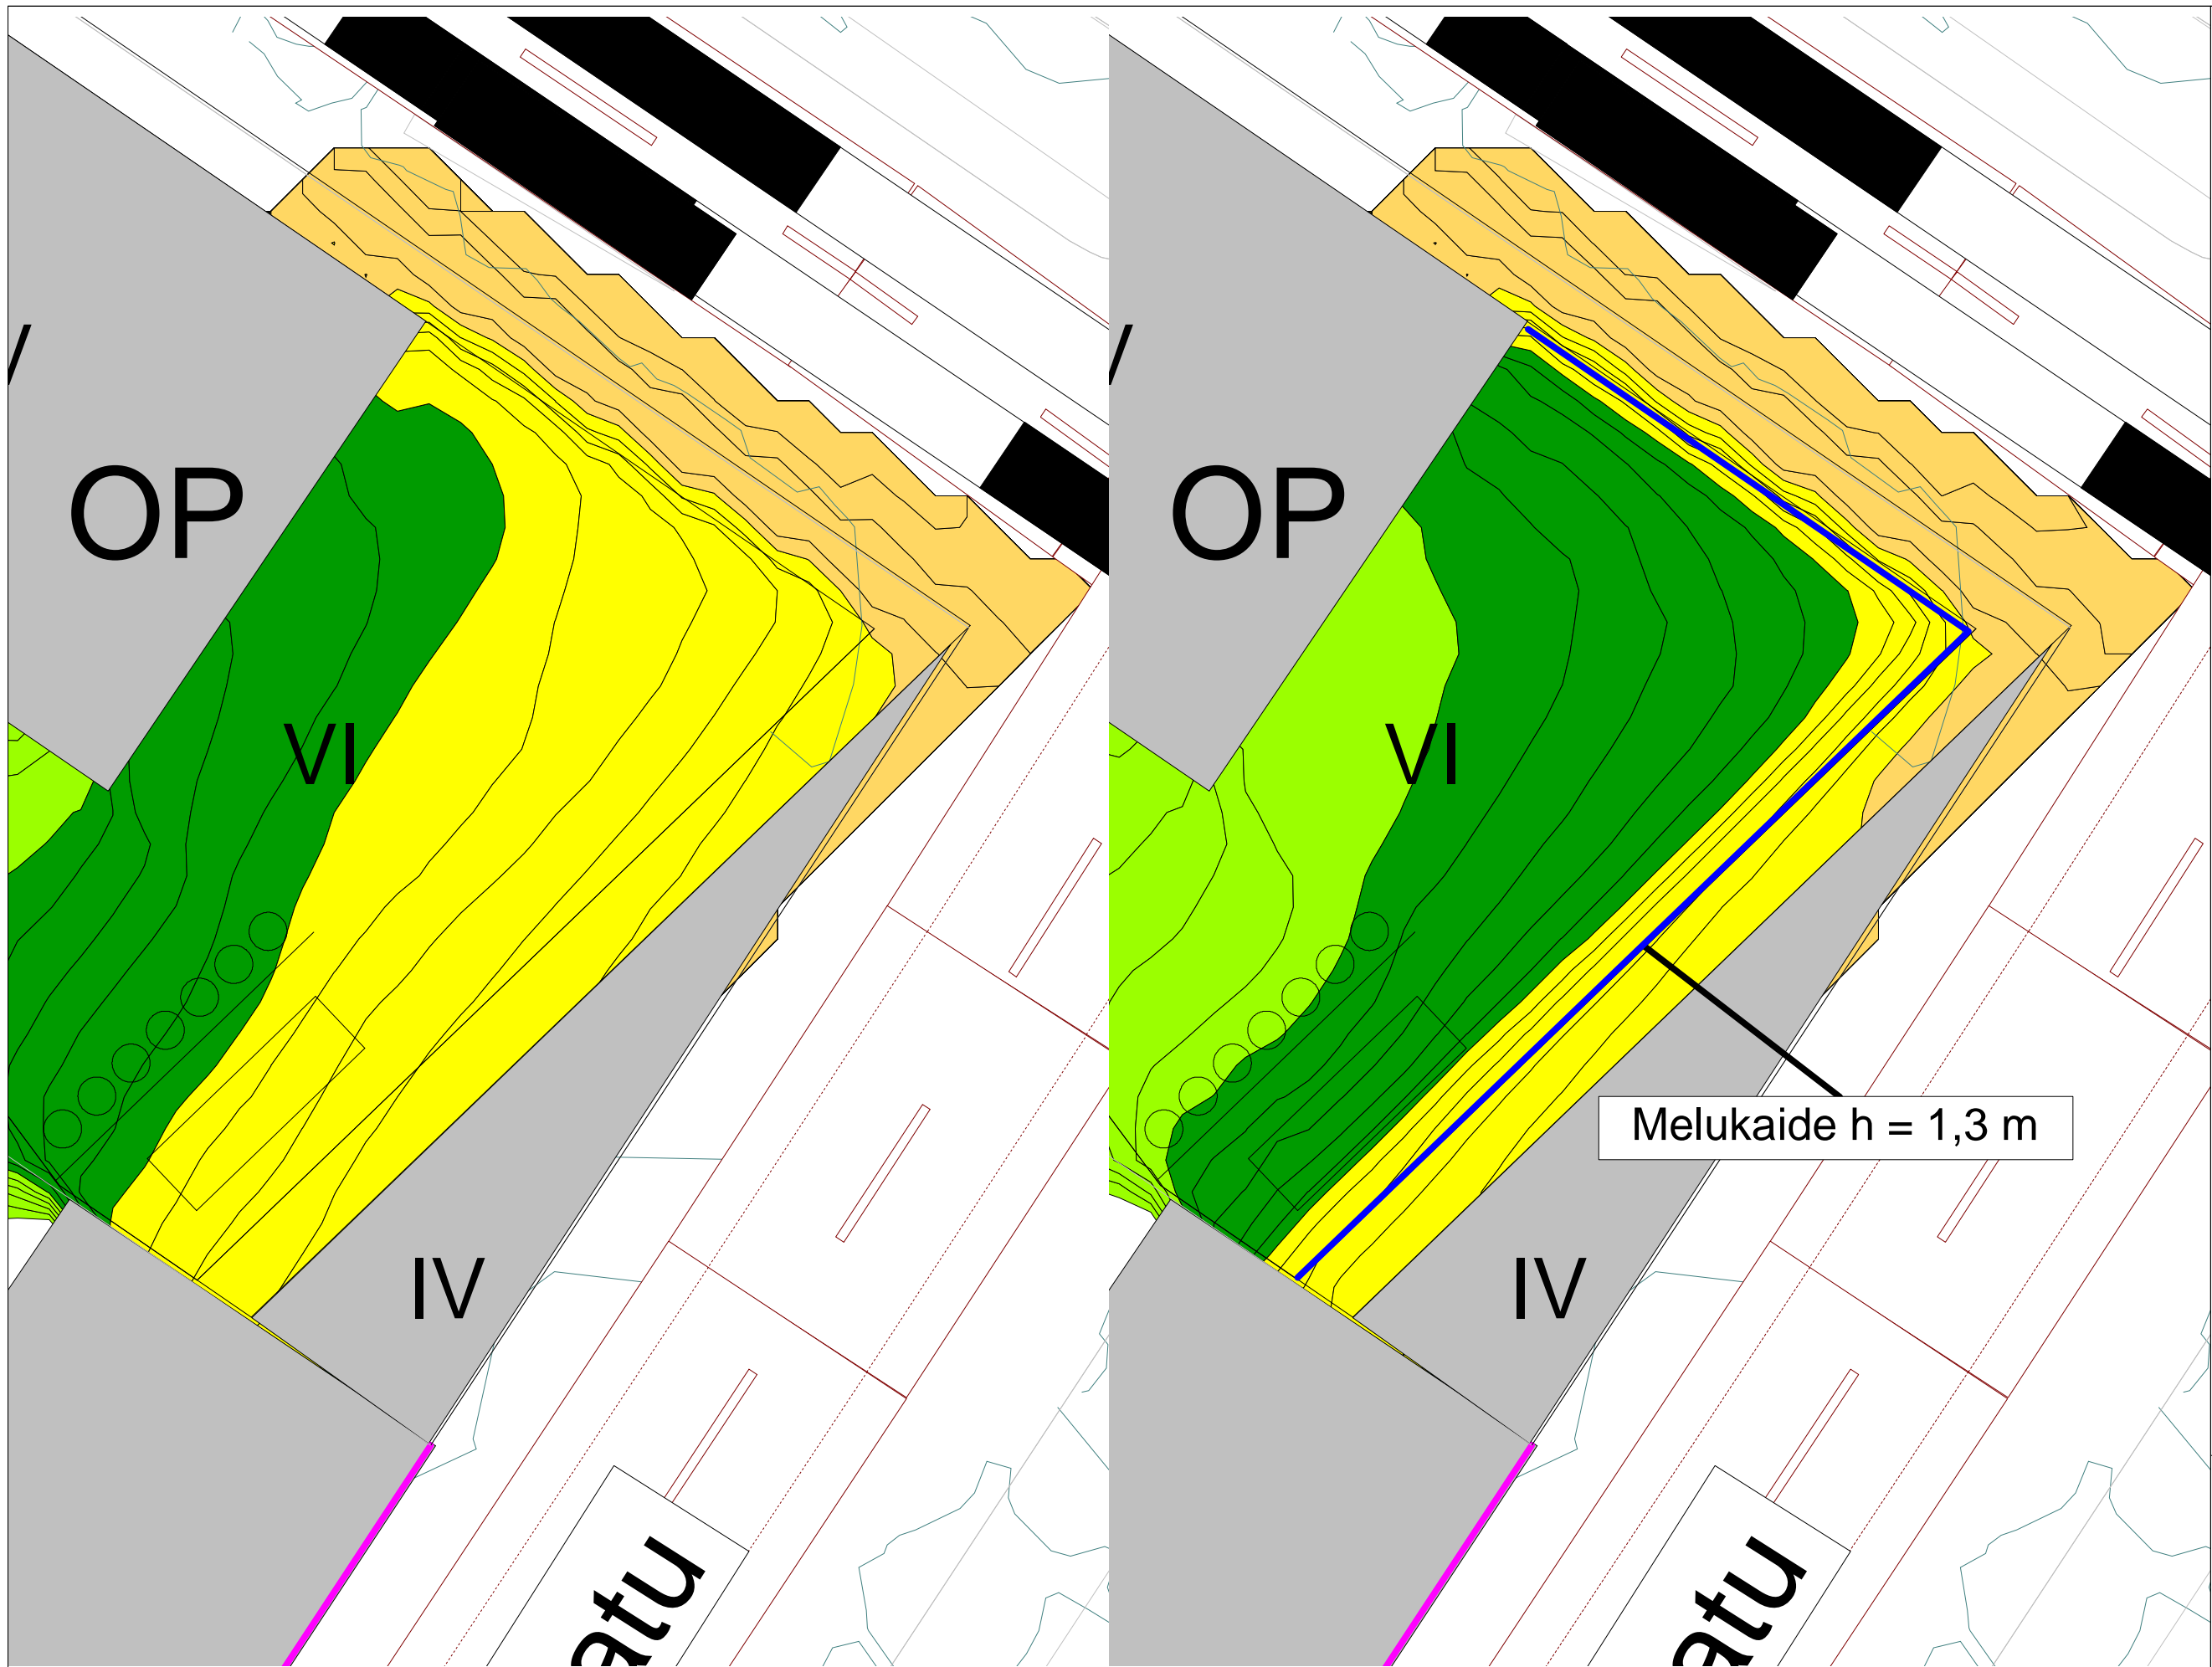 OP
VI
IV
atu
OP
VI
Melukaide h = 1,3 m
IV
atu